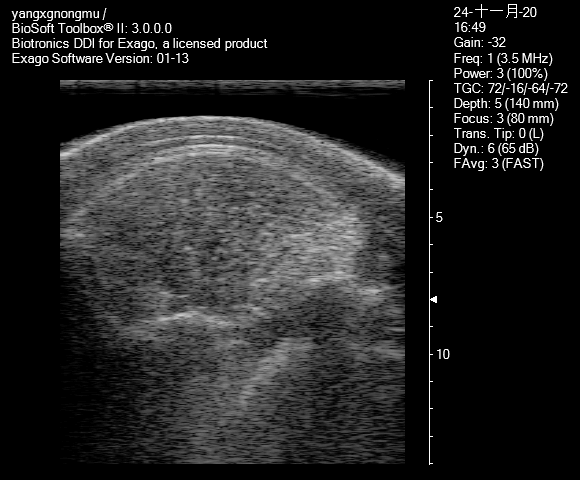 yangxgnongmu /
BioSoft Toolbox® II: 3.0.0.0
Biotronics DDI for Exago, a licensed product
Exago Software Version: 01-13
24-十一月-20
16:49
Gain: -32
Freq: 1 (3.5 MHz)
Power: 3 (100%)
TGC: 72/-16/-64/-72
Depth: 5 (140 mm)
Focus: 3 (80 mm)
Trans. Tip: 0 (L)
Dyn.: 6 (65 dB)
FAvg: 3 (FAST)
5
10